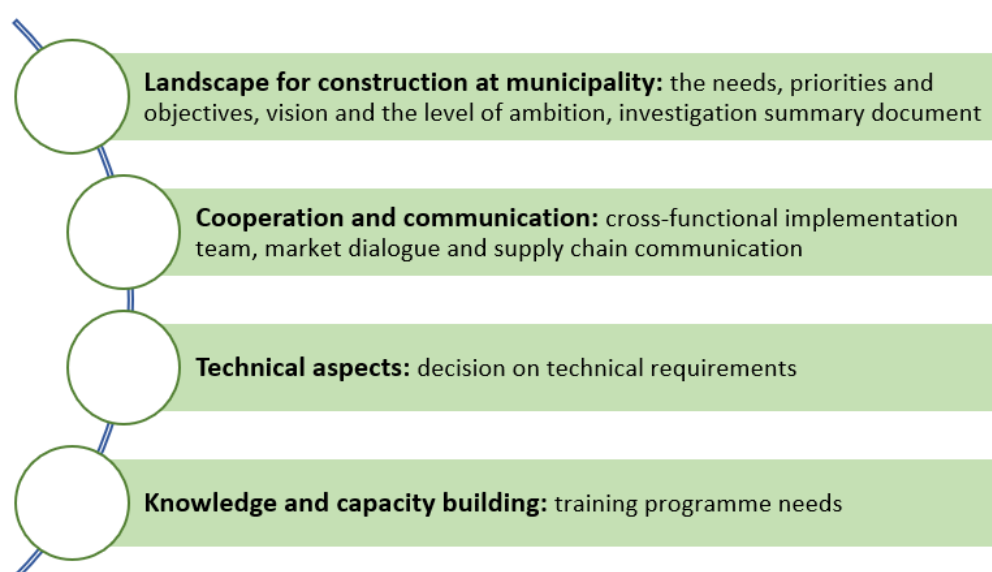 Landscape for construction at municipality: the needs, priorities and
objectives, vision and the level of ambition, investigation summary document
Cooperation and communication: cross-functional implementation
team, market dialogue and supply chain communication
Technical aspects: decision on technical requirements
Knowledge and capacity building: training programme needs